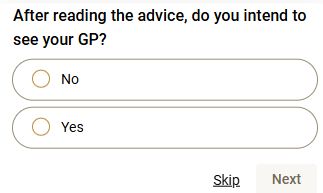 After reading the advice, do you intend to
see your GP?
No
Yes
Skip Next